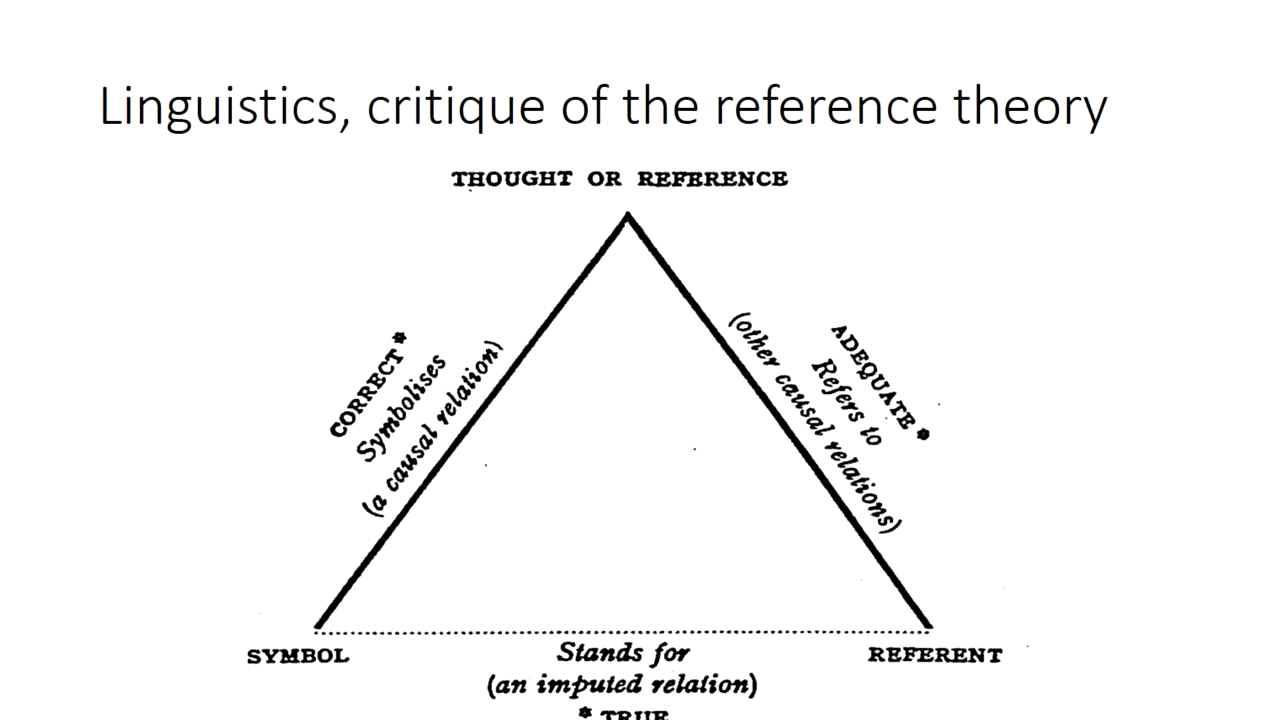 Linguistics, critique of the reference theory
THOUGHT OR REFERENCE
CORRECT*
Symbolises
(a causal relation)
ADEQUATE*
Refers to
(other causal relations)
SYMBOL
Stands for
REFERENT
(an imputed relation)
* TRUE